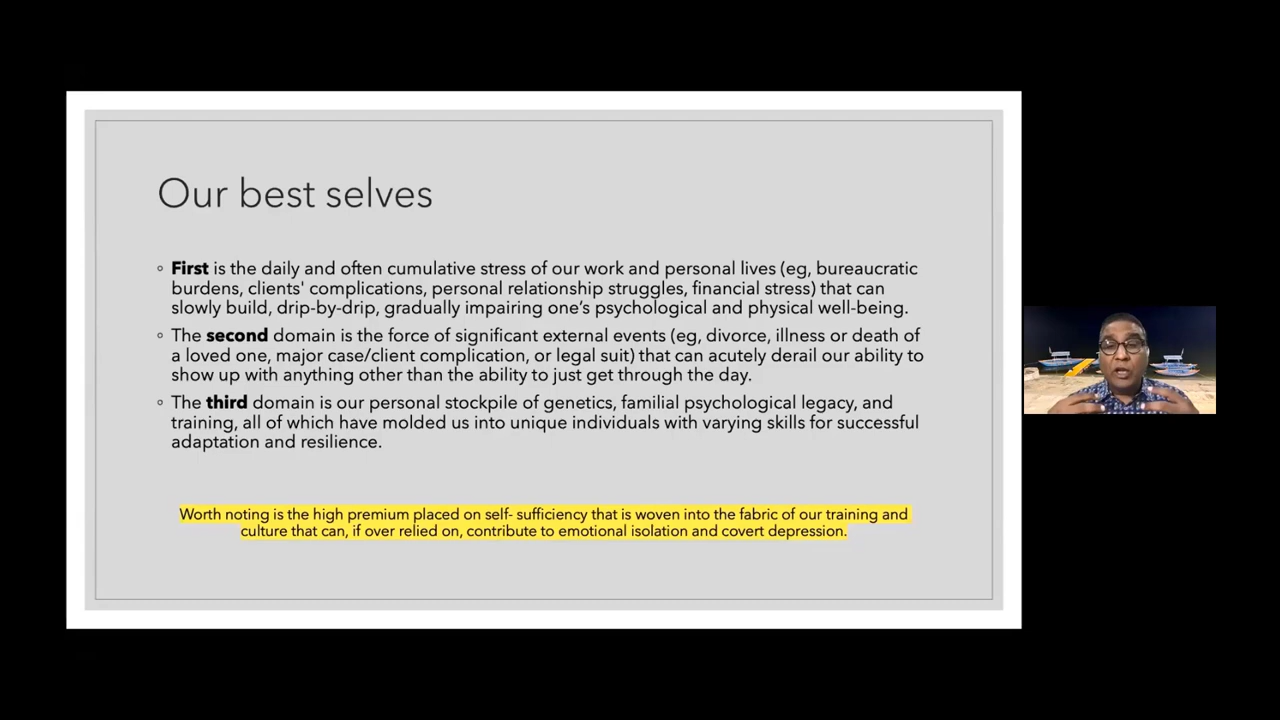 Our best selves
◦ First is the daily and often cumulative stress of our work and personal lives (eg, bureaucratic
burdens, clients' complications, personal relationship struggles, financial stress) that can
slowly build, drip-by-drip, gradually impairing one's psychological and physical well-being.
◦ The second domain is the force of significant external events (eg, divorce, illness or death of
a loved one, major case/client complication, or legal suit) that can acutely derail our ability to
show up with anything other than the ability to just get through the day.
◦ The third domain is our personal stockpile of genetics, familial psychological legacy, and
training, all of which have molded us into unique individuals with varying skills for successful
adaptation and resilience.
Worth noting is the high premium placed on self- sufficiency that is woven into the fabric of our training and
culture that can, if over relied on, contribute to emotional isolation and covert depression.